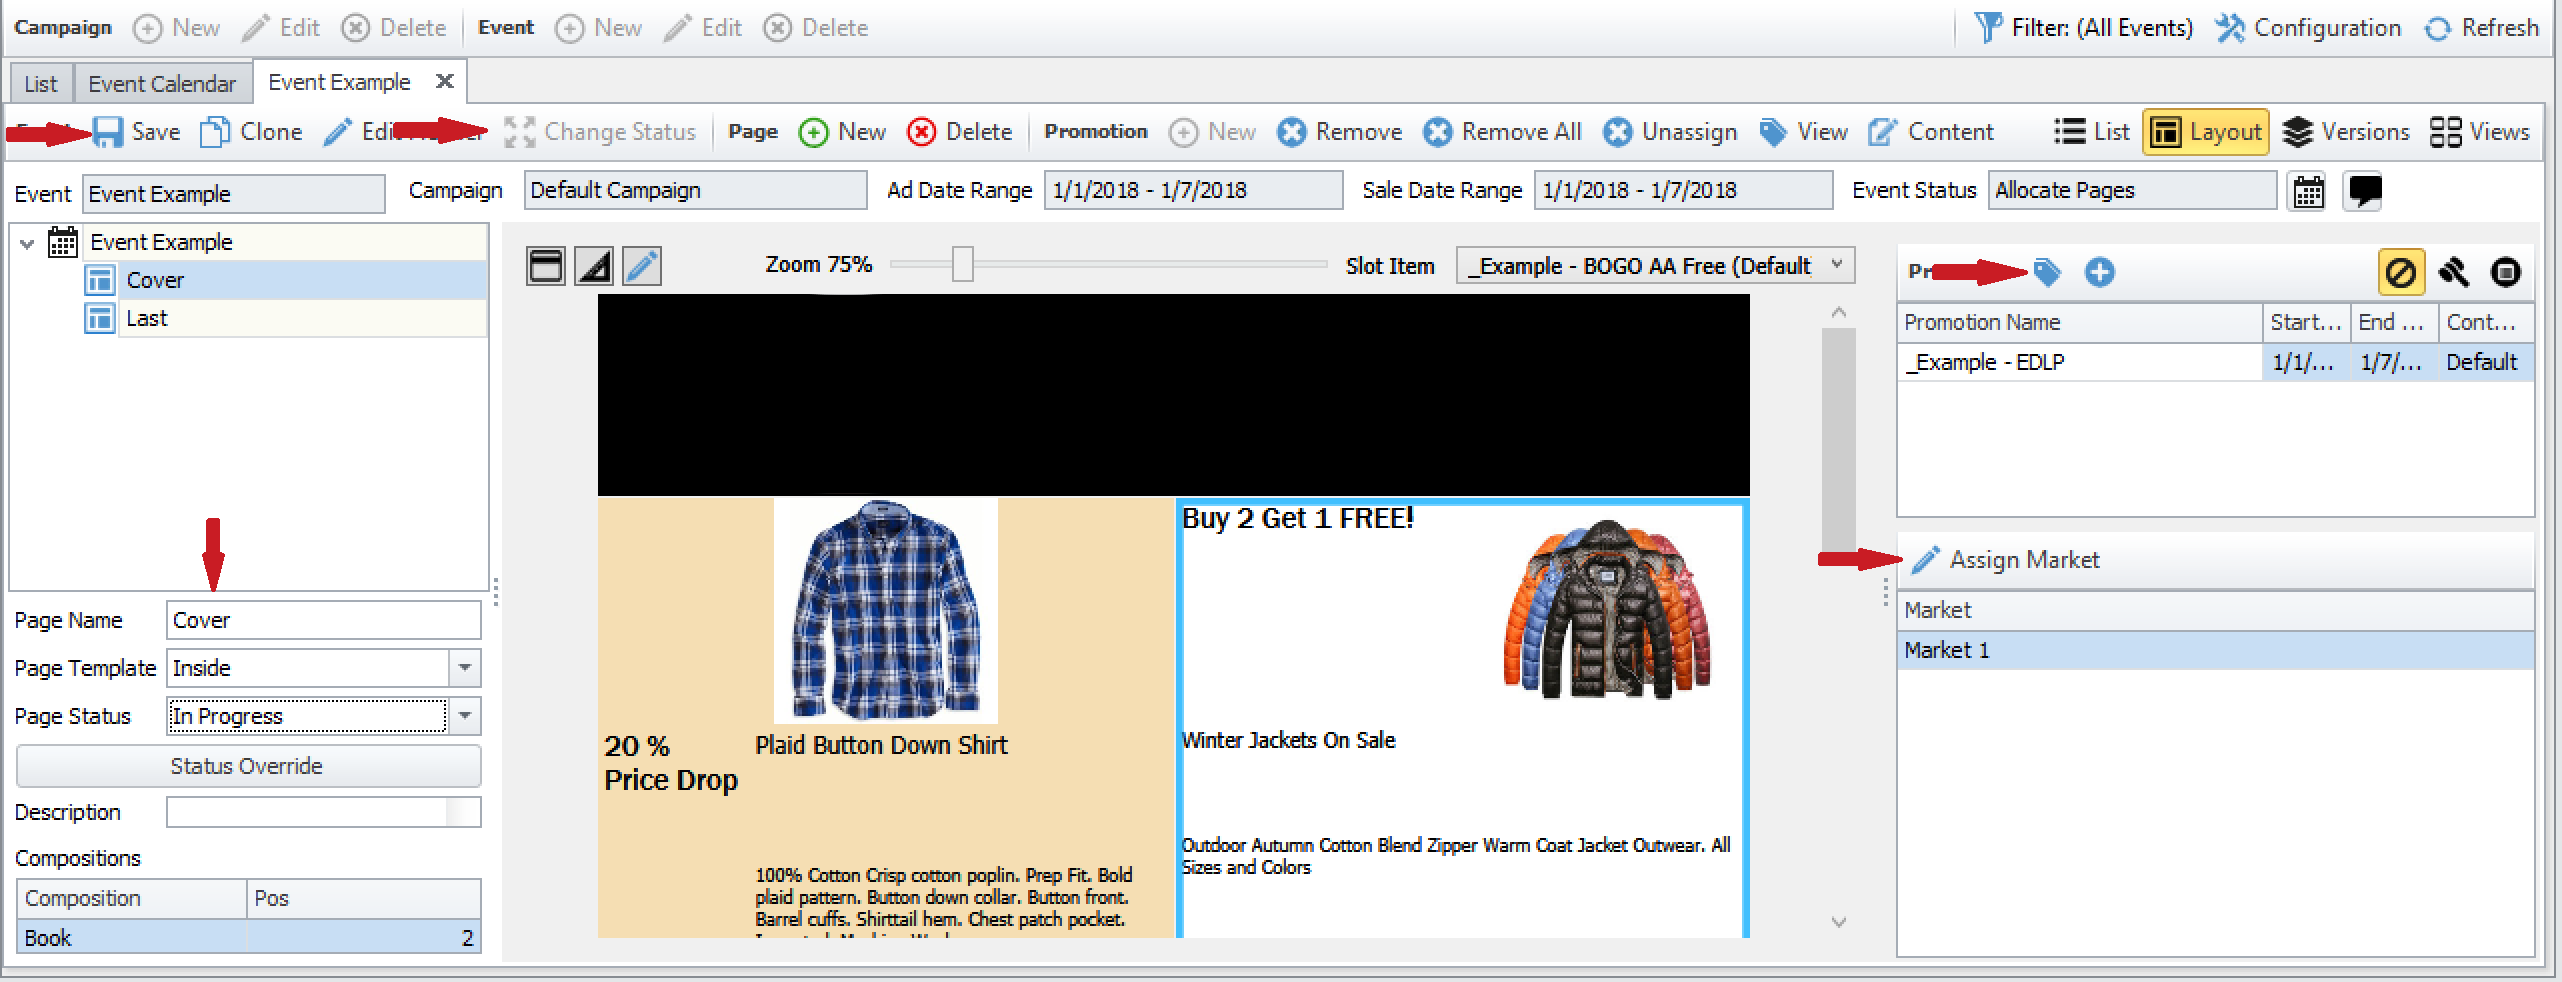 Campaign New Edit Delete Event New Edit Delete Filter: (All Events) Configuration Refresh
List Event Calendar Event Example
Save Clone Change Status Page New Delete Promotion New Remove Remove All Unassign View Content List Layout Versions Views
Event Event Example Campaign Default Campaign Ad Date Range 1/1/2018 - 1/7/2018 Sale Date Range 1/1/2018 - 1/7/2018 Event Status Allocate Pages
Event Example
Cover
Last
Page Name Cover
Page Template Inside
Page Status In Progress
Status Override
Description
Compositions
Composition Pos
Book 2
Zoom 75% Slot Item _Example - BOGO AA Free (Default
Buy 2 Get 1 FREE!
20 %
Price Drop
Plaid Button Down Shirt
100% Cotton Crisp cotton poplin. Prep Fit. Bold
plaid pattern. Button down collar. Button front.
Barrel cuffs. Shirttail hem. Chest patch pocket.
Winter Jackets On Sale
Outdoor Autumn Cotton Blend Zipper Warm Coat Jacket Outwear. All
Sizes and Colors
Promotion Name Start... End ... Cont...
_Example - EDLP 1/1/... 1/7/... Default
Assign Market
Market
Market 1